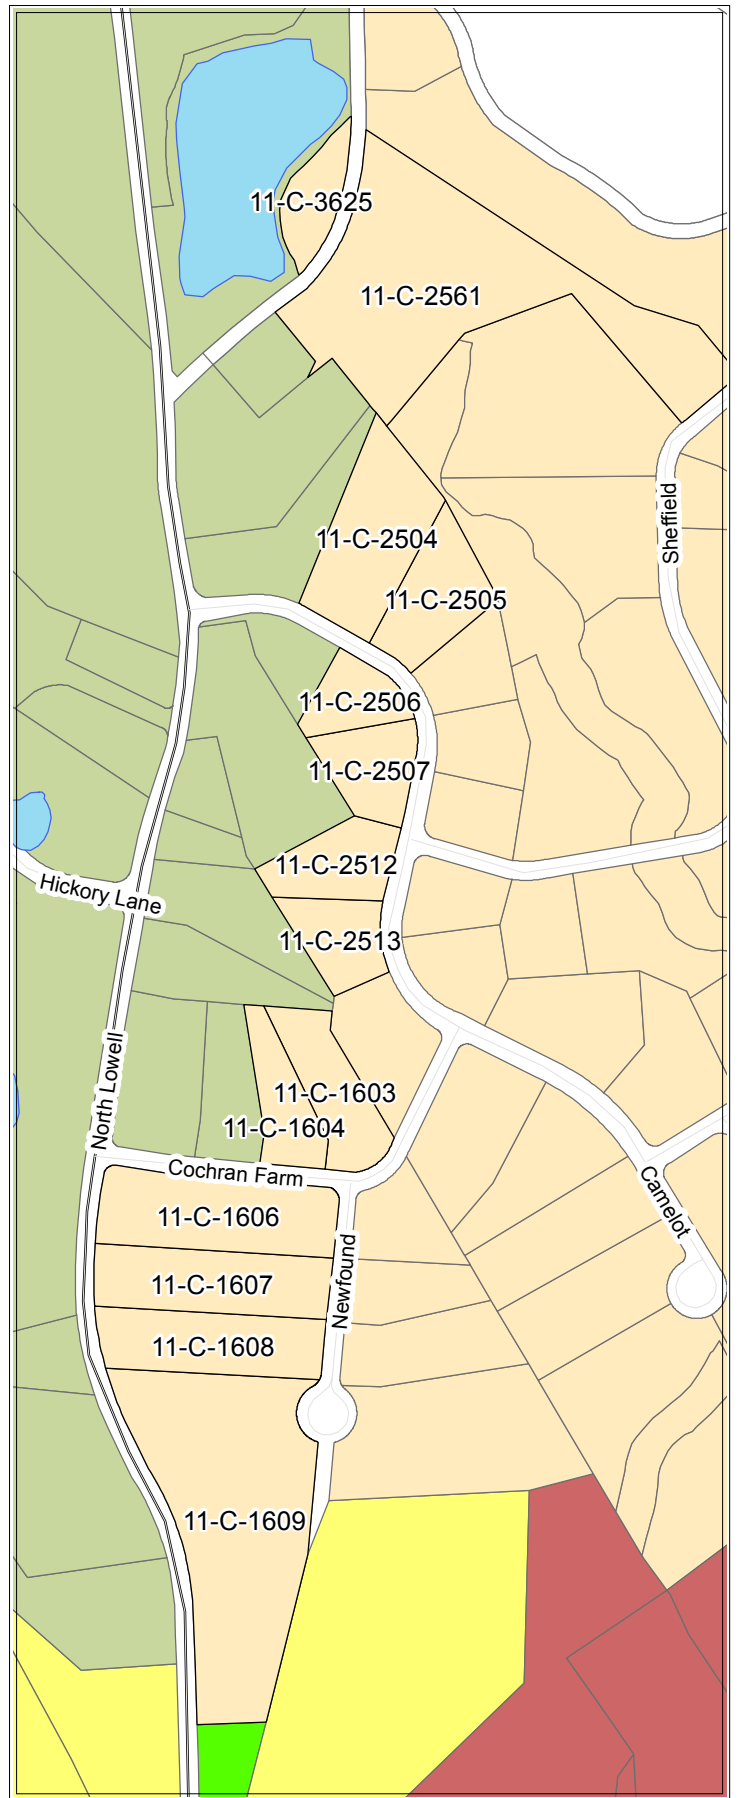 11-C-3625
11-C-2561
Sheffield
11-C-2504
11-C-2505
11-C-2506
11-C-2507
11-C-2512
Hickory Lane
11-C-2513
North Lowell
11-C-1603
11-C-1604
Cochran Farm
Camelot
11-C-1606
Newfound
11-C-1607
11-C-1608
11-C-1609